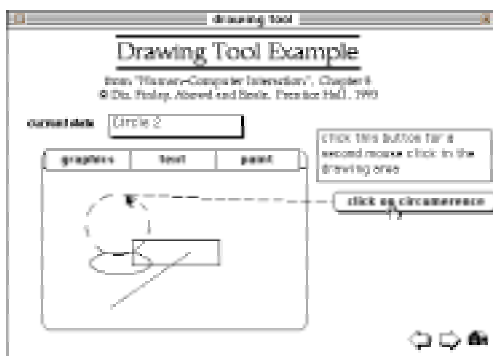 drawing tool
Drawing Tool Example
from "Human-Computer Interaction", Chapter 8
© Dix, Finlay, Abowd and Beale, Prentice Hall, 1993
current state Circle 2
click this button for a
second mouse click in the
drawing area
graphics text paint
click on circumerence